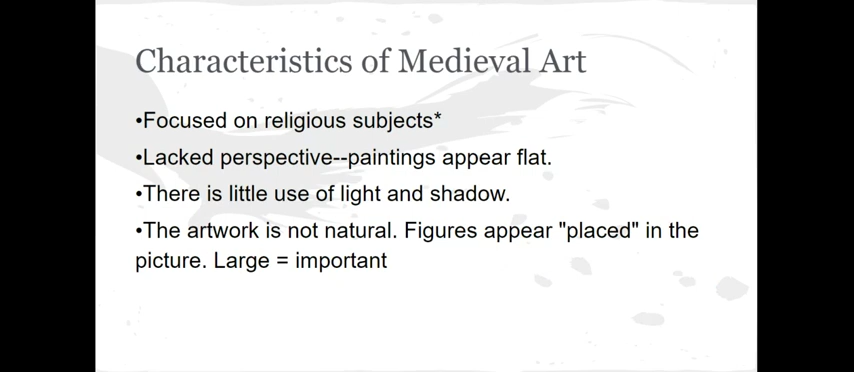 Characteristics of Medieval Art
•Focused on religious subjects*
•Lacked perspective--paintings appear flat.
•There is little use of light and shadow.
•The artwork is not natural. Figures appear "placed" in the
picture. Large = important